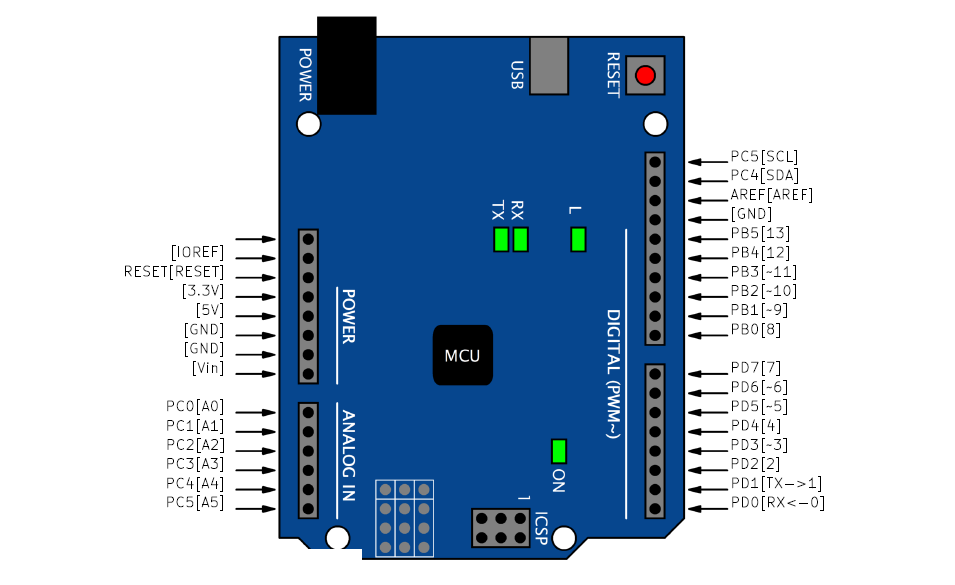 POWER
USB
RESET
PC5[SCL]
PC4[SDA]
AREF[AREF]
[GND]
PB5[13]
PB4[12]
PB3[~11]
PB2[~10]
PB1[~9]
PB0[8]
PD7[7]
PD6[~6]
PD5[~5]
PD4[4]
PD3[~3]
PD2[2]
PD1[TX->1]
PD0[RX<-0]
TX
RX
L
[IOREF]
RESET[RESET]
[3.3V]
[5V]
[GND]
[GND]
[Vin]
PC0[A0]
PC1[A1]
PC2[A2]
PC3[A3]
PC4[A4]
PC5[A5]
POWER
ANALOG IN
MCU
DIGITAL (PWM~)
ON
1
ICSP